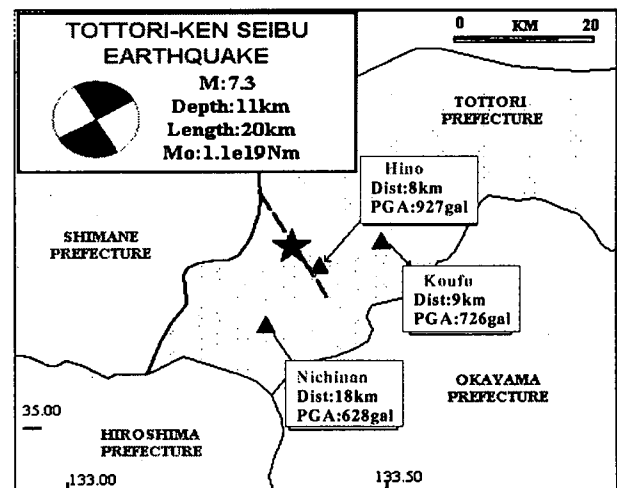 TOTTORI-KEN SEIBU
EARTHQUAKE
M:7.3
Depth:11km
Length:20km
Mo:1.1e19Nm
0 KM 20
TOTTORI
PREFECTURE
Hino
Dist:8km
PGA:927gal
SHIMANE
PREFECTURE
Koufu
Dist:9km
PGA:726gal
Nichinan
Dist:18km
PGA:628gal
OKAYAMA
PREFECTURE
35.00
HIROSHIMA
PREFECTURE
133.00
133.50